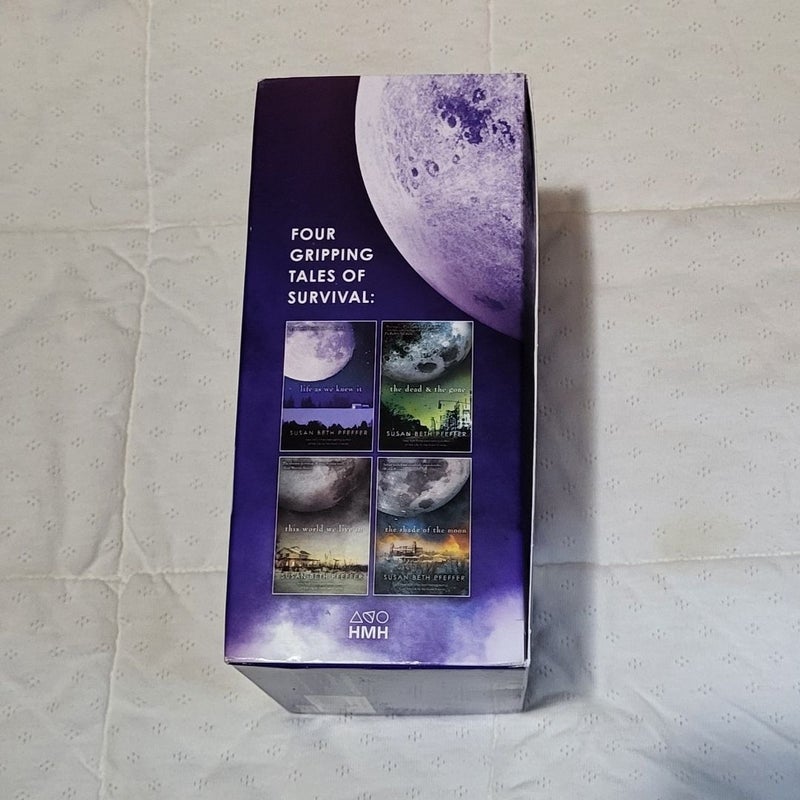 FOUR
GRIPPING
TALES OF
SURVIVAL:
life as we knew it
SUSAN BETH PFEFFER
the dead & the gone
SUSAN BETH PFEFFER
this world we live in
SUSAN BETH PFEFFER
the shade of the moon
SUSAN BETH PFEFFER
HMH